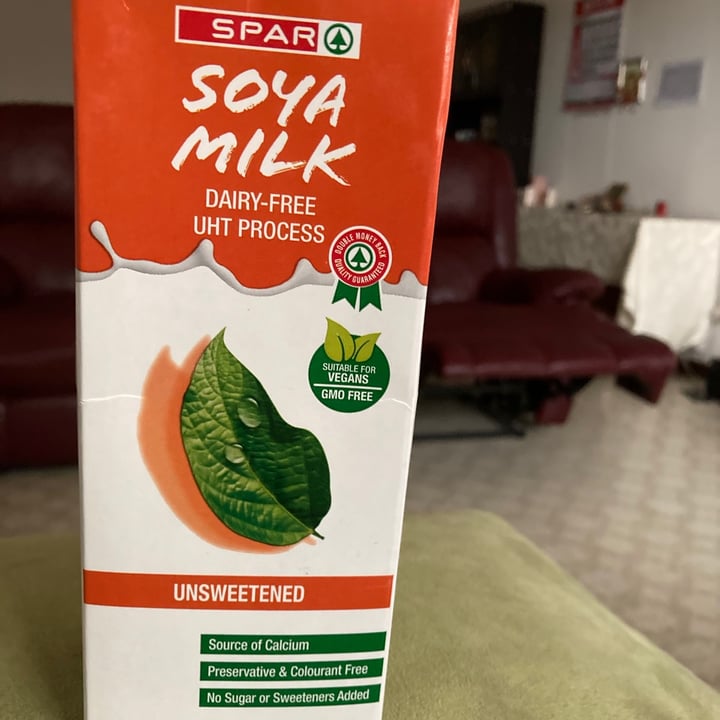 SPAR
SOYA
MILK
DAIRY-FREE
UHT PROCESS
DOUBLE MONEY BACK
QUALITY GUARANTEED
SUITABLE FOR
VEGANS
GMO FREE
UNSWEETENED
Source of Calcium
Preservative & Colourant Free
No Sugar or Sweeteners Added